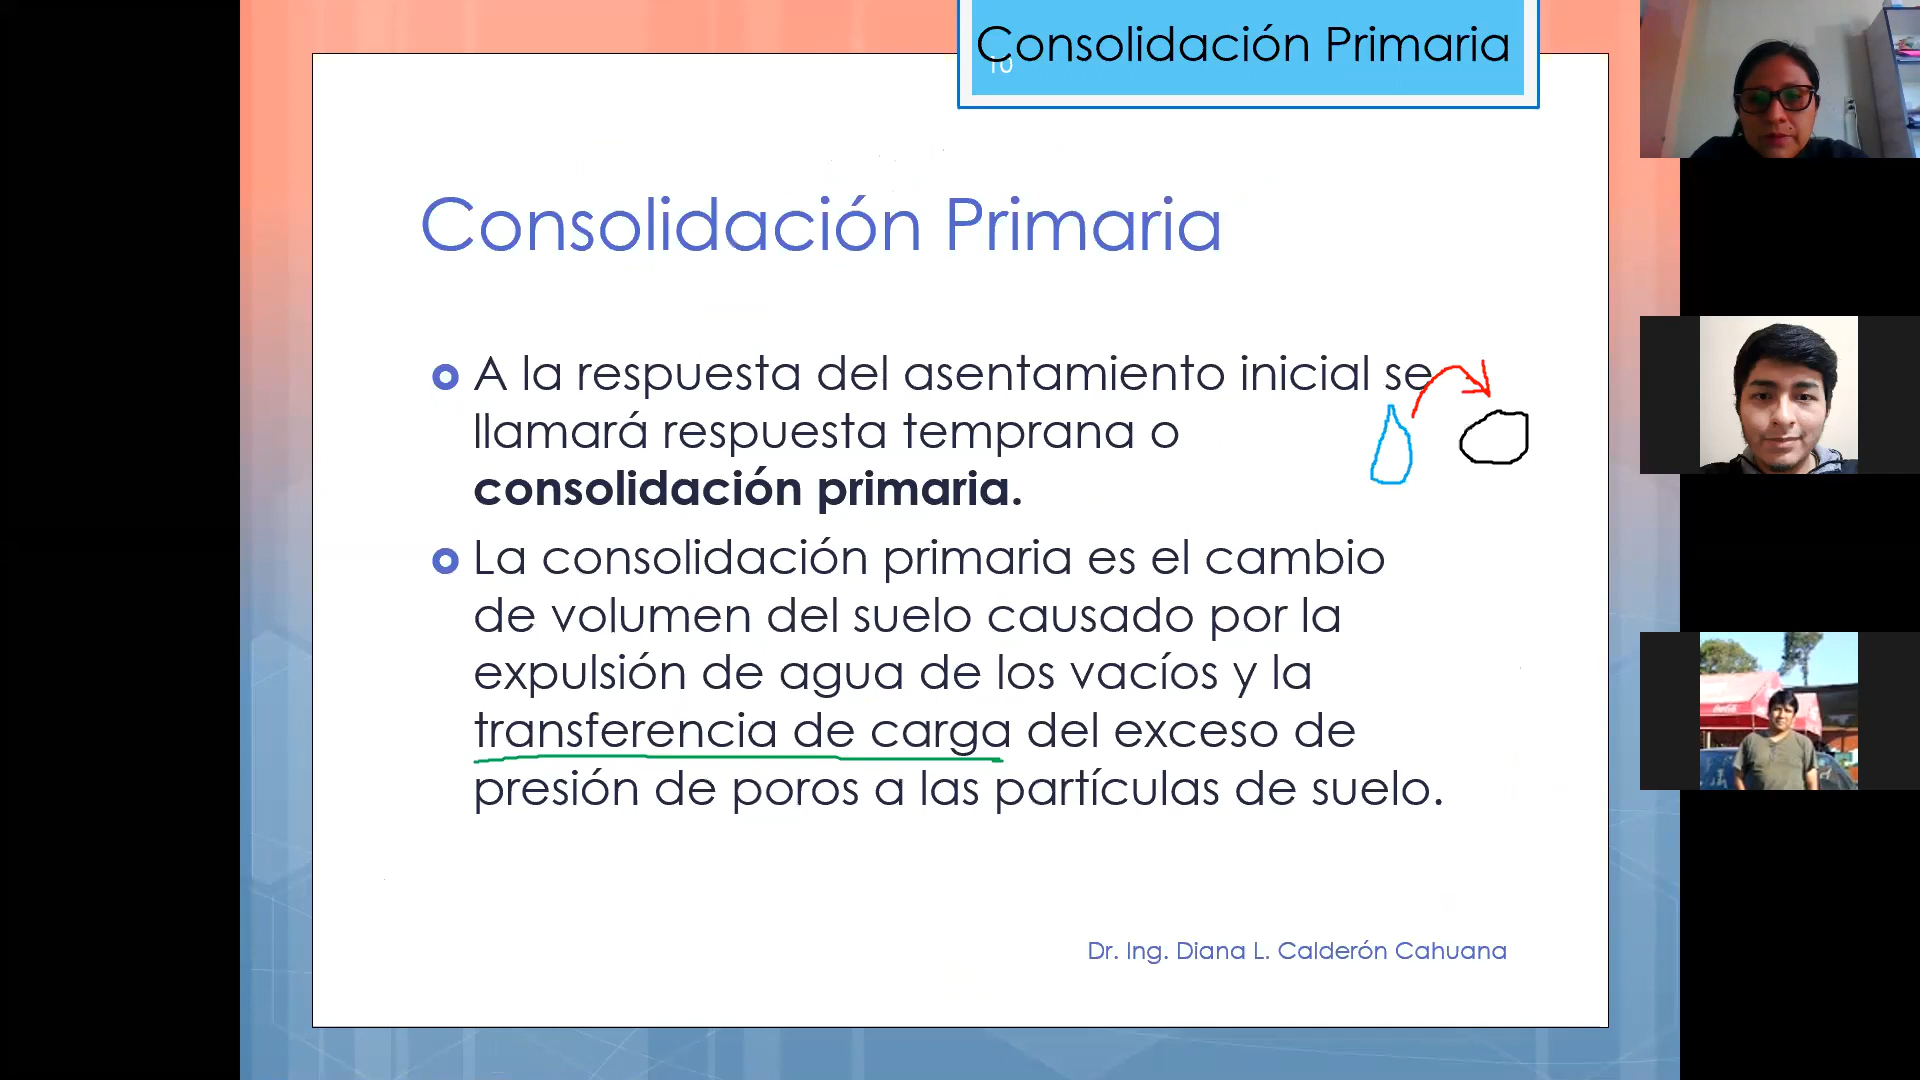 Consolidación Primaria
10
Consolidación Primaria
A la respuesta del asentamiento inicial se
llamará respuesta temprana o
consolidación primaria.
La consolidación primaria es el cambio
de volumen del suelo causado por la
expulsión de agua de los vacíos y la
transferencia de carga del exceso de
presión de poros a las partículas de suelo.
Dr. Ing. Diana L. Calderón Cahuana